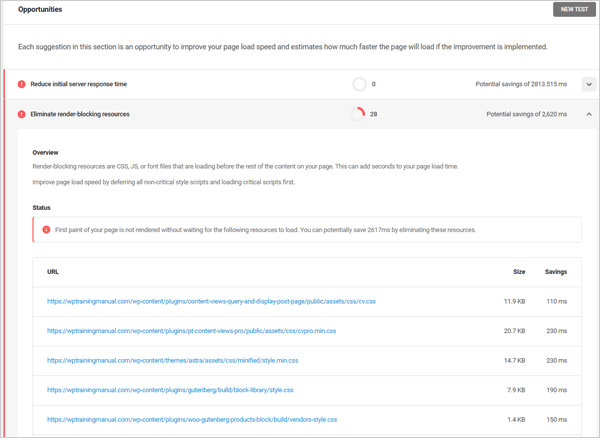 Opportunities
NEW TEST
Each suggestion in this section is an opportunity to improve your page load speed and estimates how much faster the page will load if the improvement is implemented.
Reduce initial server response time 0 Potential savings of 2813.515 ms
Eliminate render-blocking resources 28 Potential savings of 2,620 ms
Overview
Render-blocking resources are CSS, JS, or font files that are loading before the rest of the content on your page. This can add seconds to your page load time.
Improve page load speed by deferring all non-critical style scripts and loading critical scripts first.
Status
First paint of your page is not rendered without waiting for the following resources to load. You can potentially save 2617ms by eliminating these resources.
URL Size Savings
https://wptrainingmanual.com/wp-content/plugins/content-views-query-and-display-post-page/public/assets/css/cv.css 11.9 KB 110 ms
https://wptrainingmanual.com/wp-content/plugins/pt-content-views-pro/public/assets/css/cvpro.min.css 20.7 KB 230 ms
https://wptrainingmanual.com/wp-content/themes/astra/assets/css/minified/style.min.css 14.7 KB 230 ms
https://wptrainingmanual.com/wp-content/plugins/gutenberg/build/block-library/style.css 7.9 KB 190 ms
https://wptrainingmanual.com/wp-content/plugins/woo-gutenberg-products-block/build/vendors-style.css 1.4 KB 150 ms